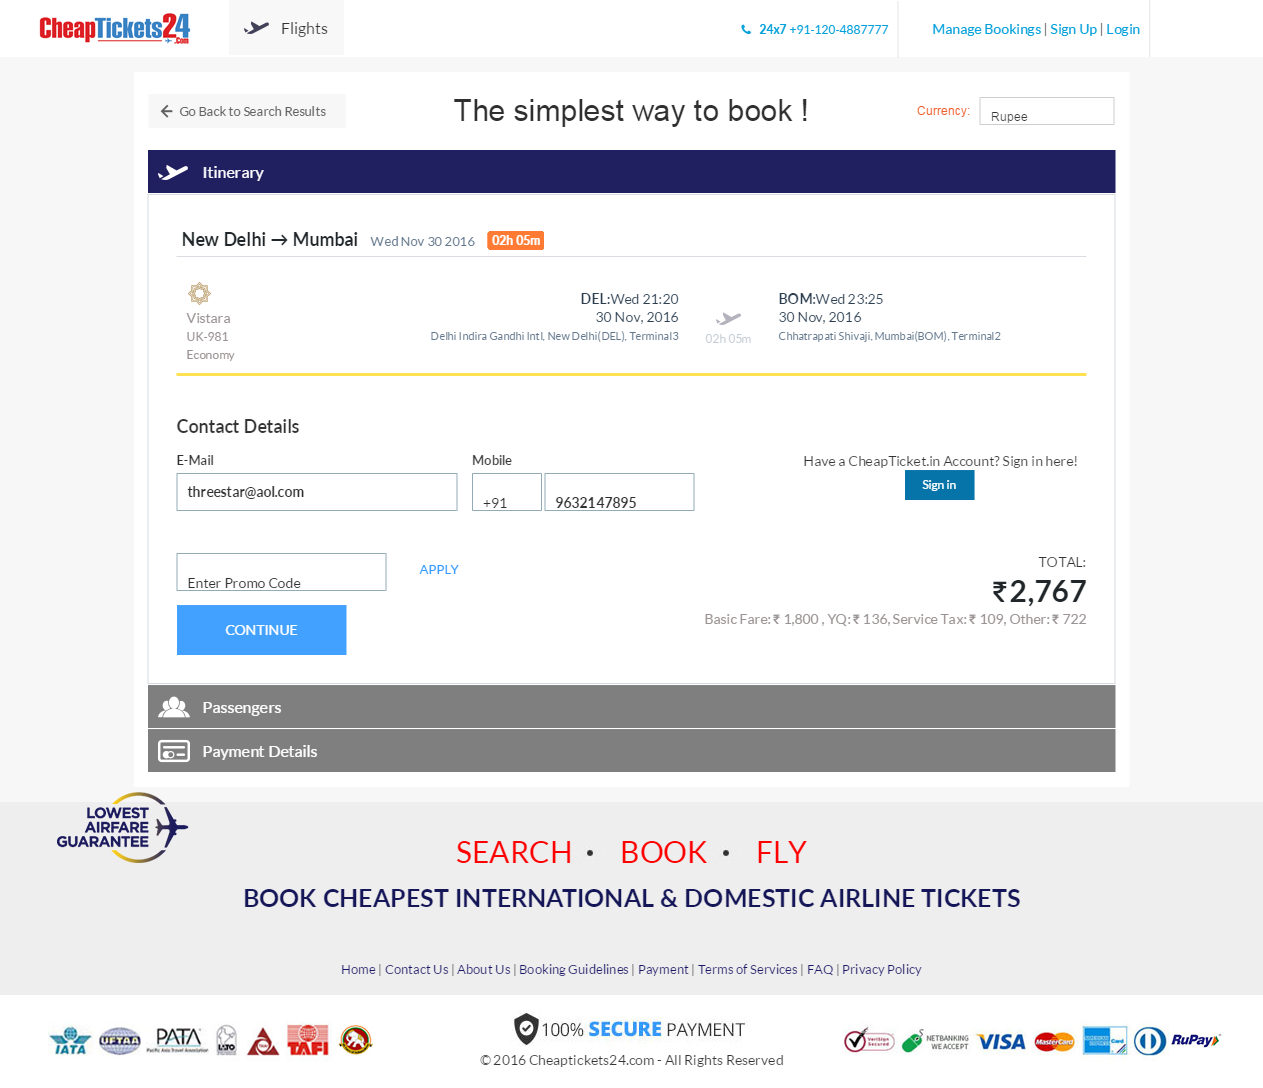 CheapTickets24.com
Flights
24x7 +91-120-4887777
Manage Bookings | Sign Up | Login
Go Back to Search Results
The simplest way to book !
Currency:
Rupee
Itinerary
New Delhi → Mumbai Wed Nov 30 2016 02h 05m
Vistara
UK-981
Economy
DEL:Wed 21:20
30 Nov, 2016
Delhi Indira Gandhi Intl, New Delhi(DEL), Terminal3
02h 05m
BOM:Wed 23:25
30 Nov, 2016
Chhatrapati Shivaji, Mumbai(BOM), Terminal2
Contact Details
E-Mail
threestar@aol.com
Mobile
+91
9632147895
Have a CheapTicket.in Account? Sign in here!
Sign in
Enter Promo Code
APPLY
TOTAL:
₹2,767
Basic Fare:₹ 1,800 , YQ:₹ 136, Service Tax:₹ 109, Other:₹ 722
CONTINUE
Passengers
Payment Details
LOWEST
AIRFARE
GUARANTEE
SEARCH • BOOK • FLY
BOOK CHEAPEST INTERNATIONAL & DOMESTIC AIRLINE TICKETS
Home | Contact Us | About Us | Booking Guidelines | Payment | Terms of Services | FAQ | Privacy Policy
IATA
UFTAA
PATA
Pacific Asia Travel Association
IATO
TAFI
100% SECURE PAYMENT
© 2016 Cheaptickets24.com - All Rights Reserved
VeriSign
Secured
NETBANKING
WE ACCEPT
VISA
MasterCard
RuPay